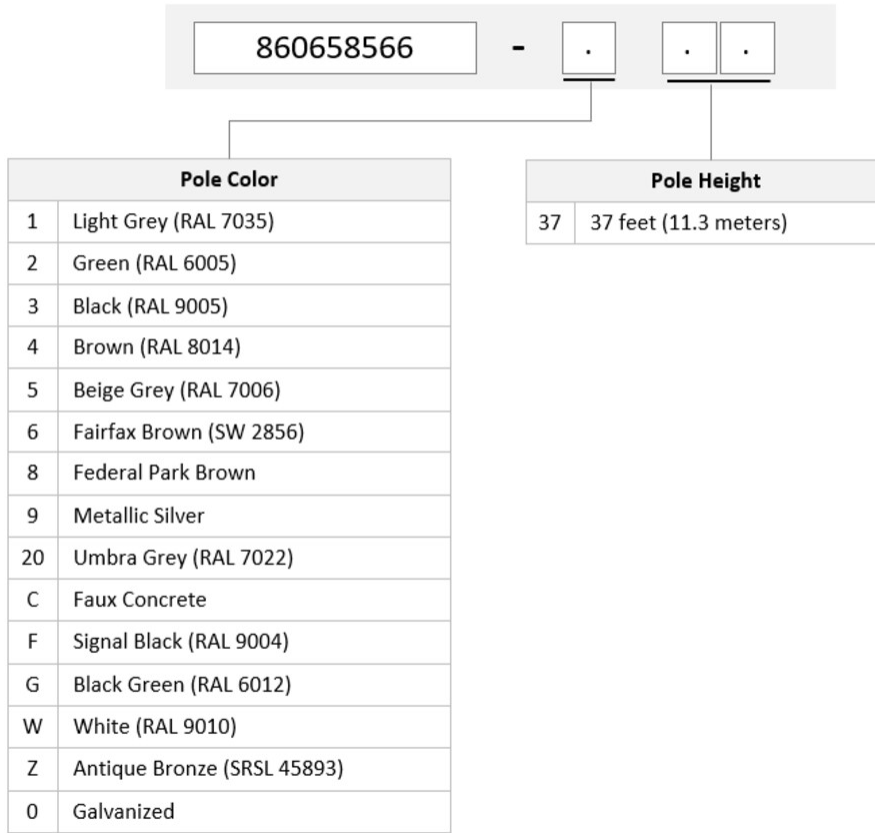 860658566 - . . .
Pole Color
1 Light Grey (RAL 7035)
2 Green (RAL 6005)
3 Black (RAL 9005)
4 Brown (RAL 8014)
5 Beige Grey (RAL 7006)
6 Fairfax Brown (SW 2856)
8 Federal Park Brown
9 Metallic Silver
20 Umbra Grey (RAL 7022)
C Faux Concrete
F Signal Black (RAL 9004)
G Black Green (RAL 6012)
W White (RAL 9010)
Z Antique Bronze (SRSL 45893)
0 Galvanized
Pole Height
37 37 feet (11.3 meters)